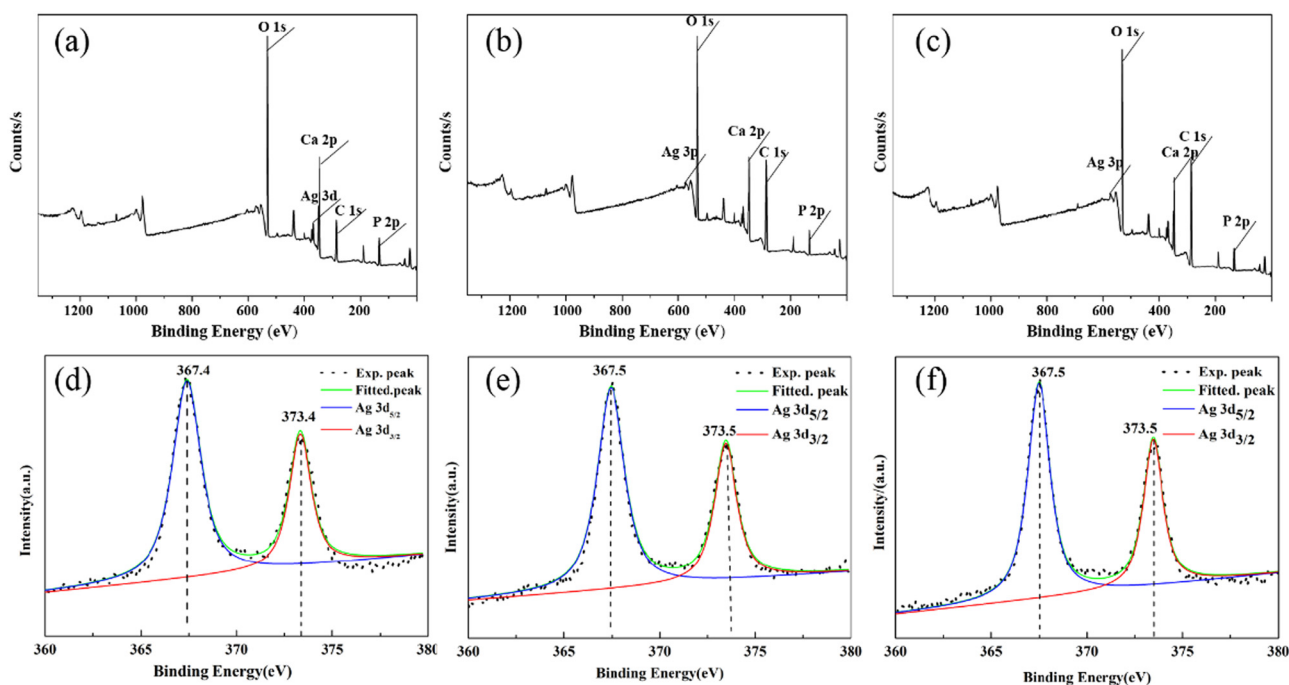 (a)
O 1s
Ca 2p
Ag 3d
C 1s
P 2p
Counts/s
1200 1000 800 600 400 200
Binding Energy (eV)
(b)
O 1s
Ag 3p
Ca 2p
C 1s
P 2p
Counts/s
1200 1000 800 600 400 200
Binding Energy (eV)
(c)
O 1s
C 1s
Ag 3p
Ca 2p
P 2p
Counts/s
1200 1000 800 600 400 200
Binding Energy (eV)
(d)
367.4
373.4
Exp. peak
Fitted.peak
Ag 3d5/2
Ag 3d3/2
Intensity(a.u.)
360 365 370 375 380
Binding Energy(eV)
(e)
367.5
373.5
Exp. peak
Fitted. peak
Ag 3d5/2
Ag 3d3/2
Intensity(a.u.)
360 365 370 375 380
Binding Energy(eV)
(f)
367.5
373.5
Exp. peak
Fitted. peak
Ag 3d5/2
Ag 3d3/2
Intensity/(a.u.)
360 365 370 375 380
Binding Energy(eV)